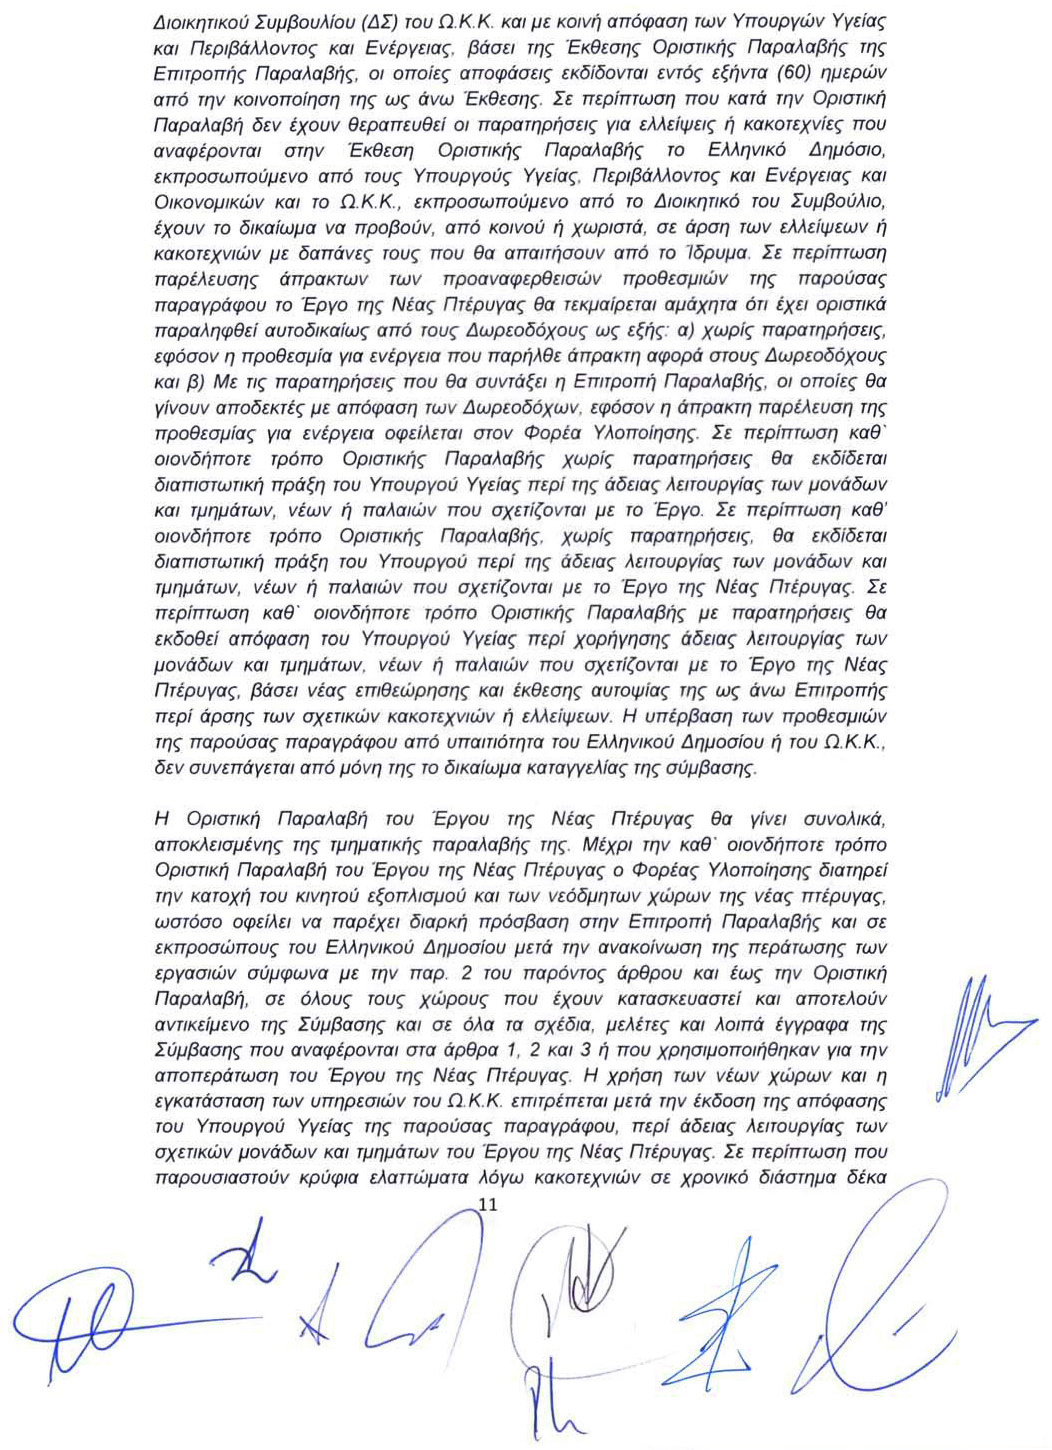 Διοικητικού Συμβουλίου (ΔΣ) του Ω.Κ.Κ. και με κοινή απόφαση των Υπουργών Υγείας
και Περιβάλλοντος και Ενέργειας, βάσει της Έκθεσης Οριστικής Παραλαβής της
Επιτροπής Παραλαβής, οι οποίες αποφάσεις εκδίδονται εντός εξήντα (60) ημερών
από την κοινοποίηση της ως άνω Έκθεσης. Σε περίπτωση που κατά την Οριστική
Παραλαβή δεν έχουν θεραπευθεί οι παρατηρήσεις για ελλείψεις ή κακοτεχνίες που
αναφέρονται στην Έκθεση Οριστικής Παραλαβής το Ελληνικό Δημόσιο,
εκπροσωπούμενο από τους Υπουργούς Υγείας, Περιβάλλοντος και Ενέργειας και
Οικονομικών και το Ω.Κ.Κ., εκπροσωπούμενο από το Διοικητικό του Συμβούλιο,
έχουν το δικαίωμα να προβούν, από κοινού ή χωριστά, σε άρση των ελλείψεων ή
κακοτεχνιών με δαπάνες τους που θα απαιτήσουν από το Ίδρυμα. Σε περίπτωση
παρέλευσης άπρακτων των προαναφερθεισών προθεσμιών της παρούσας
παραγράφου το Έργο της Νέας Πτέρυγας θα τεκμαίρεται αμάχητα ότι έχει οριστικά
παραληφθεί αυτοδικαίως από τους Δωρεοδόχους ως εξής: α) χωρίς παρατηρήσεις,
εφόσον η προθεσμία για ενέργεια που παρήλθε άπρακτη αφορά στους Δωρεοδόχους
και β) Με τις παρατηρήσεις που θα συντάξει η Επιτροπή Παραλαβής, οι οποίες θα
γίνουν αποδεκτές με απόφαση των Δωρεοδόχων, εφόσον η άπρακτη παρέλευση της
προθεσμίας για ενέργεια οφείλεται στον Φορέα Υλοποίησης. Σε περίπτωση καθ`
οιονδήποτε τρόπο Οριστικής Παραλαβής χωρίς παρατηρήσεις θα εκδίδεται
διαπιστωτική πράξη του Υπουργού Υγείας περί της άδειας λειτουργίας των μονάδων
και τμημάτων, νέων ή παλαιών που σχετίζονται με το Έργο. Σε περίπτωση καθ'
οιονδήποτε τρόπο Οριστικής Παραλαβής, χωρίς παρατηρήσεις, θα εκδίδεται
διαπιστωτική πράξη του Υπουργού περί της άδειας λειτουργίας των μονάδων και
τμημάτων, νέων ή παλαιών που σχετίζονται με το Έργο της Νέας Πτέρυγας. Σε
περίπτωση καθ` οιονδήποτε τρόπο Οριστικής Παραλαβής με παρατηρήσεις θα
εκδοθεί απόφαση του Υπουργού Υγείας περί χορήγησης άδειας λειτουργίας των
μονάδων και τμημάτων, νέων ή παλαιών που σχετίζονται με το Έργο της Νέας
Πτέρυγας, βάσει νέας επιθεώρησης και έκθεσης αυτοψίας της ως άνω Επιτροπής
περί άρσης των σχετικών κακοτεχνιών ή ελλείψεων. Η υπέρβαση των προθεσμιών
της παρούσας παραγράφου από υπαιτιότητα του Ελληνικού Δημοσίου ή του Ω.Κ.Κ.,
δεν συνεπάγεται από μόνη της το δικαίωμα καταγγελίας της σύμβασης.
Η Οριστική Παραλαβή του Έργου της Νέας Πτέρυγας θα γίνει συνολικά,
αποκλεισμένης της τμηματικής παραλαβής της. Μέχρι την καθ` οιονδήποτε τρόπο
Οριστική Παραλαβή του Έργου της Νέας Πτέρυγας ο Φορέας Υλοποίησης διατηρεί
την κατοχή του κινητού εξοπλισμού και των νεόδμητων χώρων της νέας πτέρυγας,
ωστόσο οφείλει να παρέχει διαρκή πρόσβαση στην Επιτροπή Παραλαβής και σε
εκπροσώπους του Ελληνικού Δημοσίου μετά την ανακοίνωση της περάτωσης των
εργασιών σύμφωνα με την παρ. 2 του παρόντος άρθρου και έως την Οριστική
Παραλαβή, σε όλους τους χώρους που έχουν κατασκευαστεί και αποτελούν
αντικείμενο της Σύμβασης και σε όλα τα σχέδια, μελέτες και λοιπά έγγραφα της
Σύμβασης που αναφέρονται στα άρθρα 1, 2 και 3 ή που χρησιμοποιήθηκαν για την
αποπεράτωση του Έργου της Νέας Πτέρυγας. Η χρήση των νέων χώρων και η
εγκατάσταση των υπηρεσιών του Ω.Κ.Κ. επιτρέπεται μετά την έκδοση της απόφασης
του Υπουργού Υγείας της παρούσας παραγράφου, περί άδειας λειτουργίας των
σχετικών μονάδων και τμημάτων του Έργου της Νέας Πτέρυγας. Σε περίπτωση που
παρουσιαστούν κρύφια ελαττώματα λόγω κακοτεχνιών σε χρονικό διάστημα δέκα
11